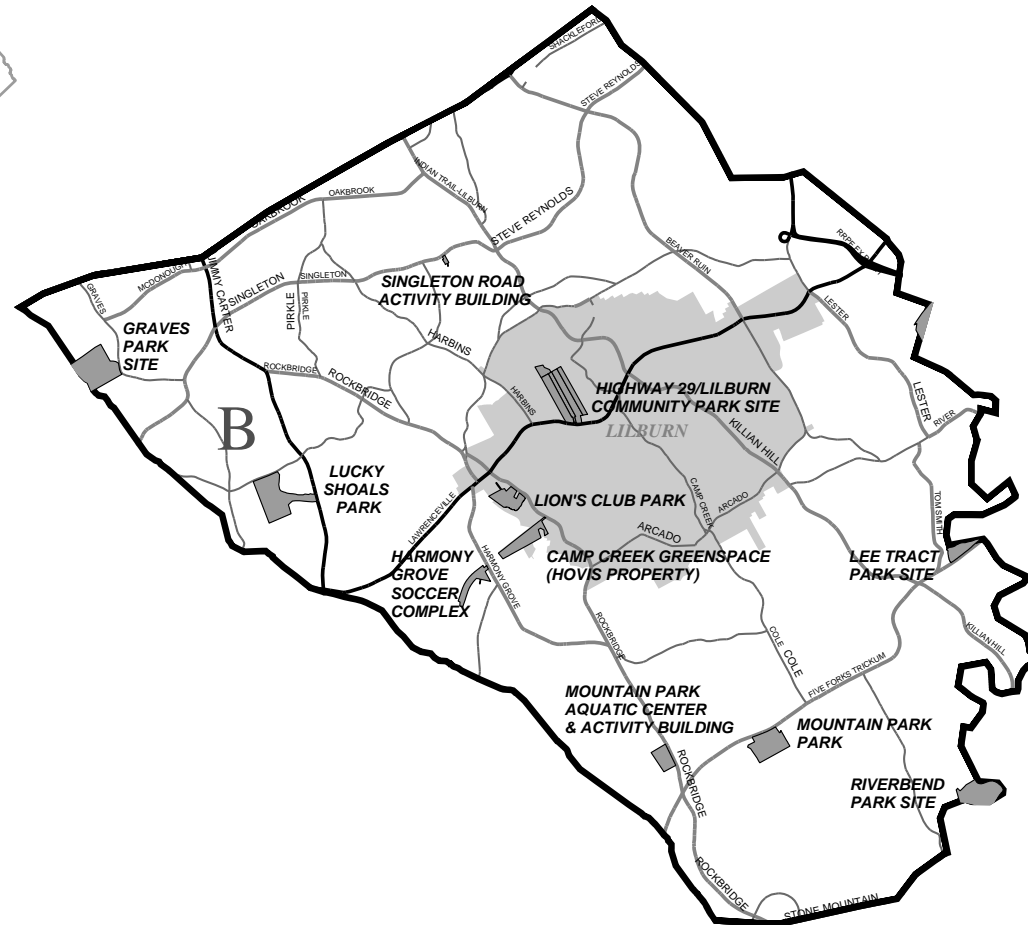 SHACKLEFORD
STEVE REYNOLDS
INDIAN TRAIL-LILBURN
OAKBROOK
OAKBROOK
STEVE REYNOLDS
BEAVER RUIN
MCDONOUGH
JIMMY CARTER
SINGLETON
SINGLETON
GRAVES
PIRKLE
PIRKLE
SINGLETON ROAD
ACTIVITY BUILDING
LESTER
GRAVES
PARK
SITE
HARBINS
ROCKBRIDGE
ROCKBRIDGE
HARBINS
HIGHWAY 29/LILBURN
COMMUNITY PARK SITE
LILBURN
LESTER
RIVER
B
KILLIAN HILL
LUCKY
SHOALS
PARK
LAWRENCEVILLE
LION'S CLUB PARK
CAMP CREEK
ARCADO
ARCADO
TOM SMITH
HARMONY
GROVE
SOCCER
COMPLEX
HARMONY GROVE
CAMP CREEK GREENSPACE
(HOVIS PROPERTY)
LEE TRACT
PARK SITE
ROCKBRIDGE
COLE
COLE
KILLIAN HILL
FIVE FORKS TRICKUM
MOUNTAIN PARK
AQUATIC CENTER
& ACTIVITY BUILDING
MOUNTAIN PARK
PARK
ROCKBRIDGE
RIVERBEND
PARK SITE
ROCKBRIDGE
STONE MOUNTAIN